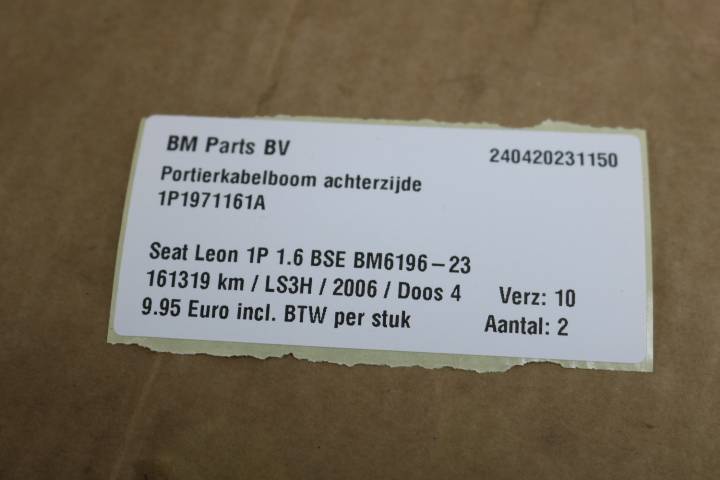 BM Parts BV 240420231150
Portierkabelboom achterzijde
1P1971161A
Seat Leon 1P 1.6 BSE BM6196-23
161319 km / LS3H / 2006 / Doos 4 Verz: 10
9.95 Euro incl. BTW per stuk Aantal: 2